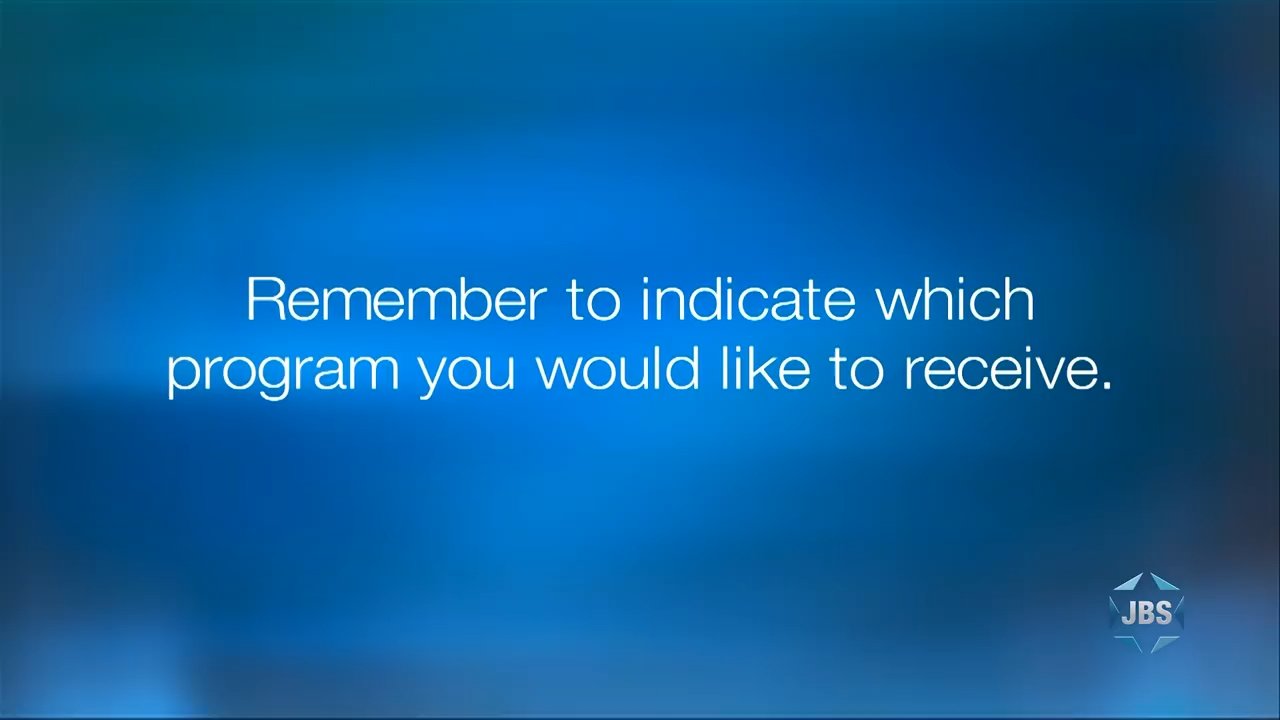 Remember to indicate which
program you would like to receive.
JBS